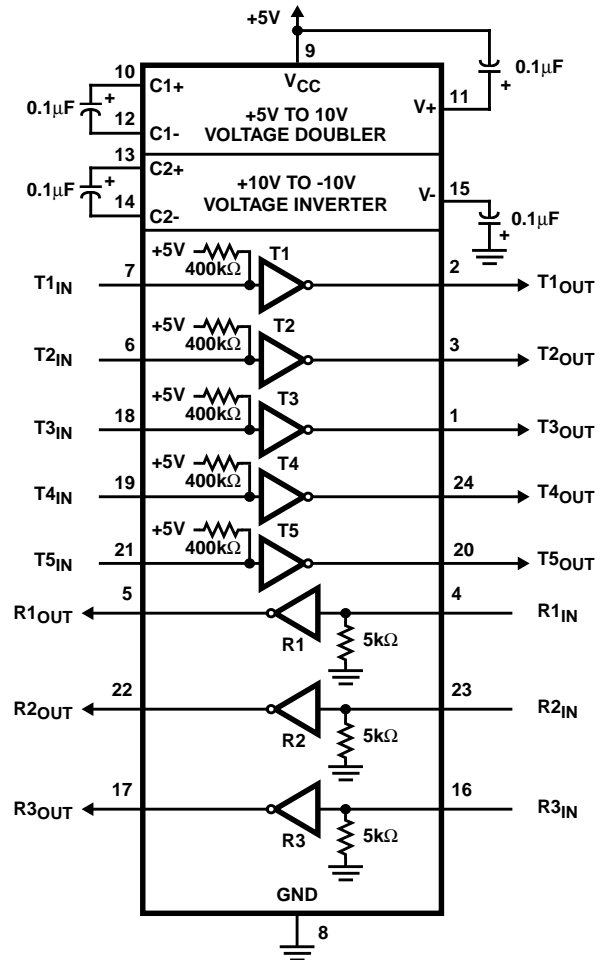 +5V
9
10
C1+
VCC
0.1µF
+
0.1µF
+
+5V TO 10V
VOLTAGE DOUBLER
V+
11
12
C1-
13
C2+
0.1µF
+
+10V TO -10V
VOLTAGE INVERTER
V-
15
14
C2-
0.1µF
+
+5V
400kΩ
T1
T1IN
7
2
T1OUT
+5V
400kΩ
T2
T2IN
6
3
T2OUT
+5V
400kΩ
T3
T3IN
18
1
T3OUT
+5V
400kΩ
T4
T4IN
19
24
T4OUT
+5V
400kΩ
T5
T5IN
21
20
T5OUT
R1OUT
5
4
R1IN
R1
5kΩ
R2OUT
22
23
R2IN
R2
5kΩ
R3OUT
17
16
R3IN
R3
5kΩ
GND
8